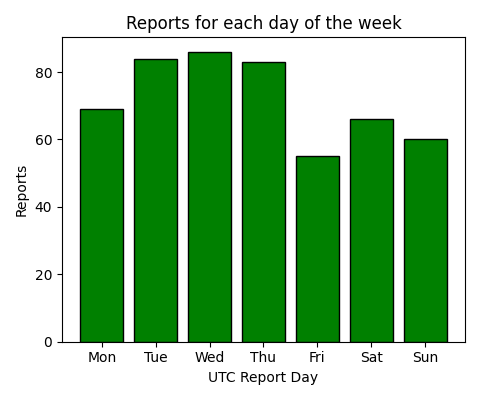 Reports for each day of the week
Reports
80
60
40
20
0
Mon Tue Wed Thu Fri Sat Sun
UTC Report Day